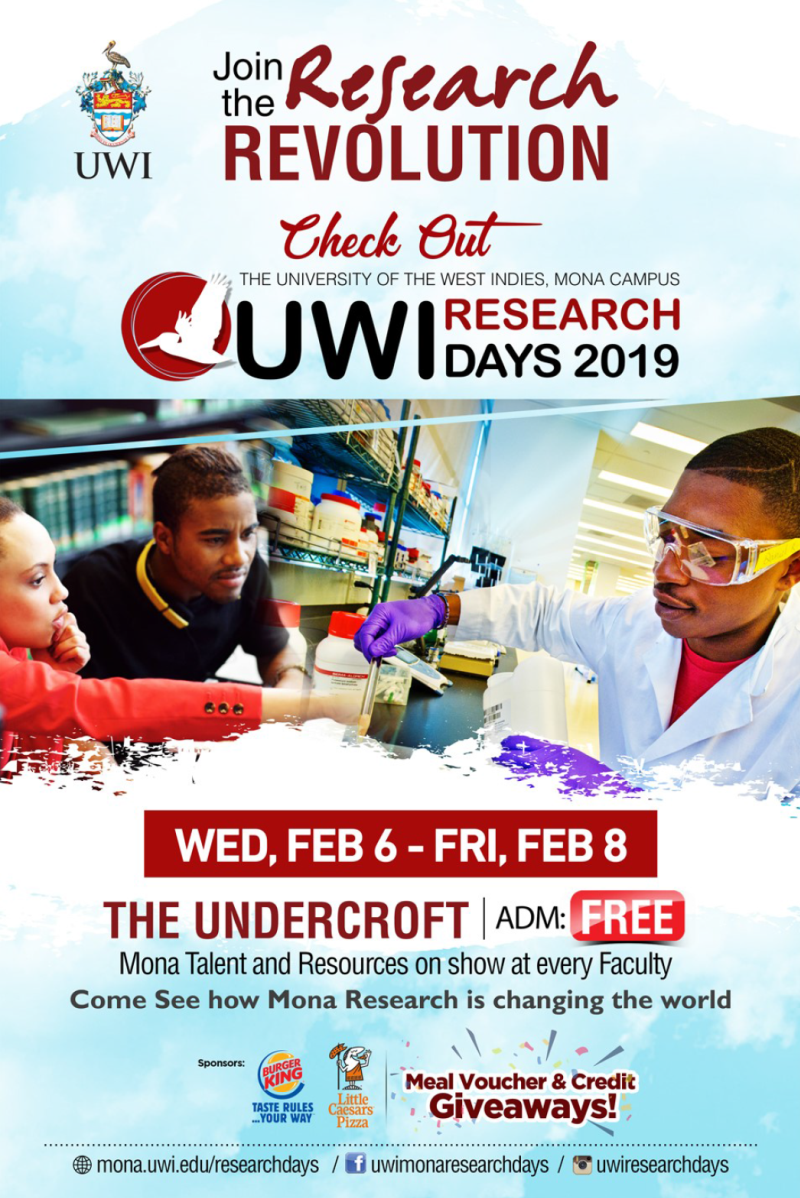 UWI
Join the Research
REVOLUTION
Check Out
THE UNIVERSITY OF THE WEST INDIES, MONA CAMPUS
UWI RESEARCH
DAYS 2019
WED, FEB 6 - FRI, FEB 8
THE UNDERCROFT | ADM: FREE
Mona Talent and Resources on show at every Faculty
Come See how Mona Research is changing the world
Sponsors:
BURGER
KING
TASTE RULES
...YOUR WAY
Little
Caesars
Pizza
Meal Voucher & Credit
Giveaways!
mona.uwi.edu/researchdays / f uwimonaresearchdays / uwiresearchdays